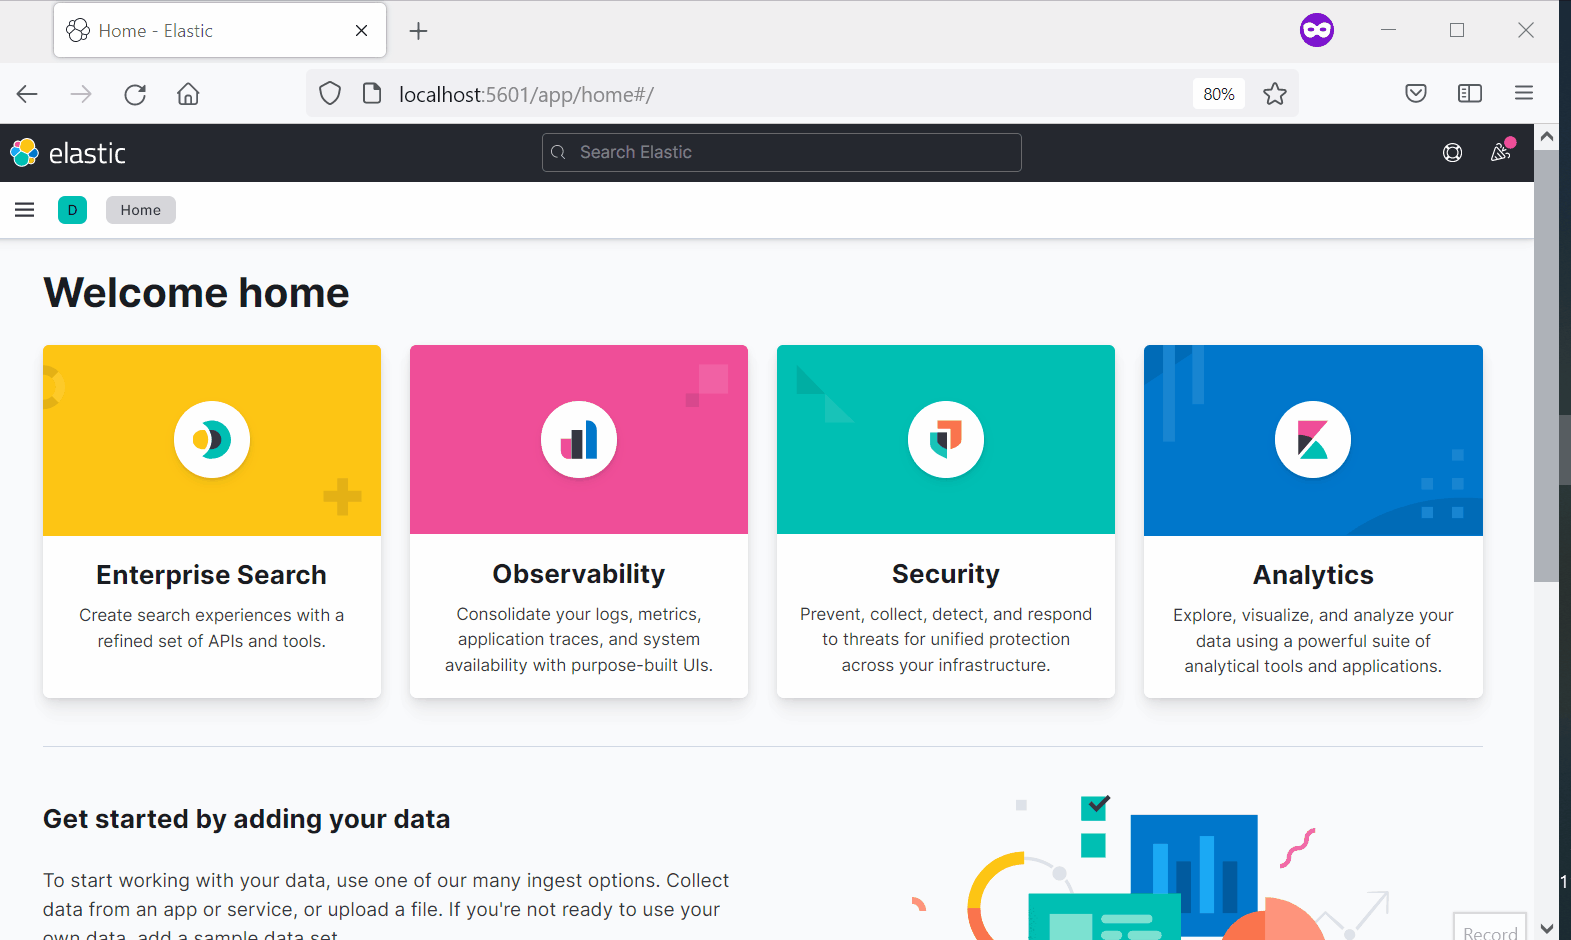 Home - Elastic
localhost:5601/app/home#/
80%
elastic
Search Elastic
D
Home
Welcome home
Enterprise Search
Create search experiences with a
refined set of APIs and tools.
Observability
Consolidate your logs, metrics,
application traces, and system
availability with purpose-built UIs.
Security
Prevent, collect, detect, and respond
to threats for unified protection
across your infrastructure.
Analytics
Explore, visualize, and analyze your
data using a powerful suite of
analytical tools and applications.
Get started by adding your data
To start working with your data, use one of our many ingest options. Collect
data from an app or service, or upload a file. If you're not ready to use your
own data, add a sample data set.
1
Record